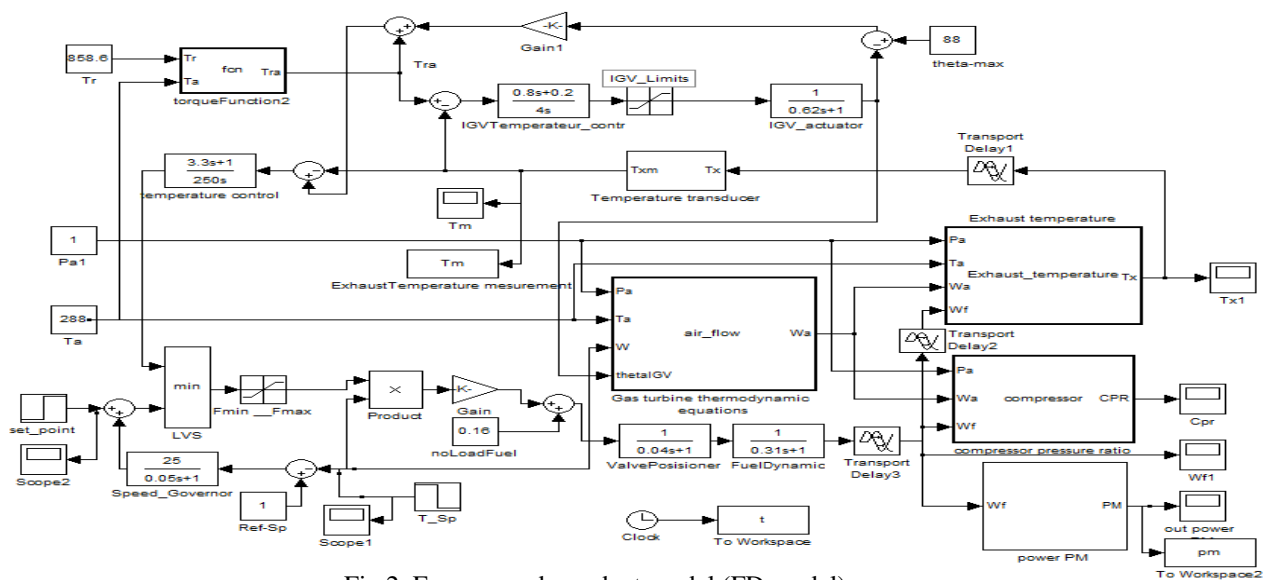 -K-
Gain1
88
theta-max
858.6
Tr
Tr
Ta
fcn
Tra
torqueFunction2
Tra
IGV_Limits
0.8s+0.2
4s
IGVTemperateur_contr
1
0.62s+1
IGV_actuator
Transport
Delay1
3.3s+1
250s
temperature control
Txm
Tx
Temperature transducer
Tm
Tm
ExhaustTemperature mesurement
Exhaust temperature
Pa
Ta
Wa
Wf
Exhaust_temperature
Tx
Tx1
1
Pa1
288
Ta
Pa
Ta
W
thetaIGV
air_flow
Wa
Gas turbine thermodynamic
equations
Transport
Delay2
min
LVS
Fmin __Fmax
×
Product
-K-
Gain
0.16
noLoadFuel
Pa
Wa
Wf
compressor
CPR
compressor pressure ratio
Cpr
set_point
Scope2
25
0.05s+1
Speed_Governor
1
Ref-Sp
Scope1
T_Sp
1
0.04s+1
ValvePosisioner
1
0.31s+1
FuelDynamic
Transport
Delay3
Wf1
Clock
t
To Workspace
Wf
PM
power PM
out power
pm
To Workspace2